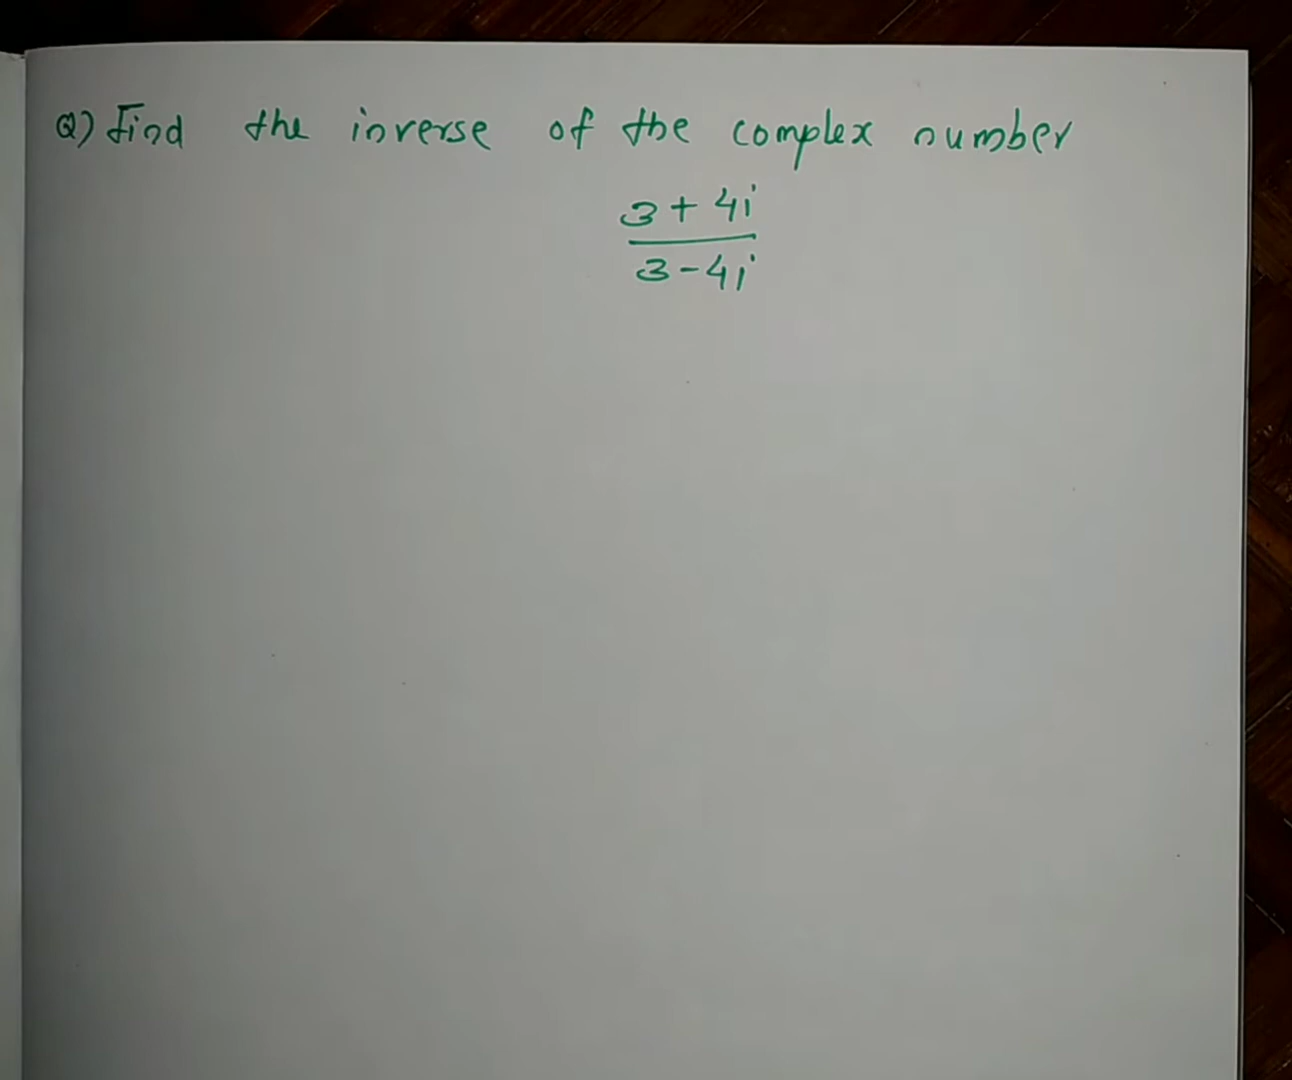 Q) Find the inverse of the complex number
3 + 4i
3 - 4i